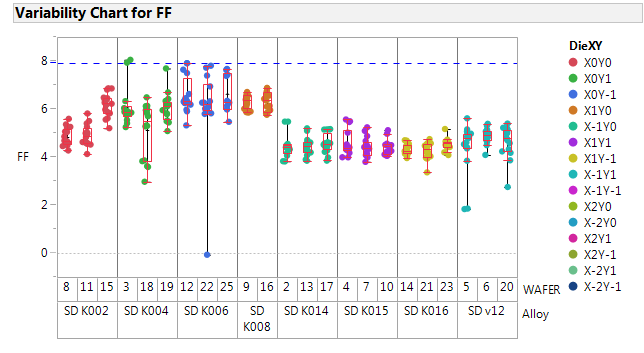 Variability Chart for FF
FF
8
6
4
2
0
8 11 15 3 18 19 12 22 25 9 16 2 13 17 4 7 10 14 21 23 5 6 20 WAFER
SD K002 SD K004 SD K006 SD K008 SD K014 SD K015 SD K016 SD v12 Alloy
DieXY
X0Y0
X0Y1
X0Y-1
X1Y0
X-1Y0
X1Y1
X1Y-1
X-1Y1
X-1Y-1
X2Y0
X-2Y0
X2Y1
X2Y-1
X-2Y1
X-2Y-1